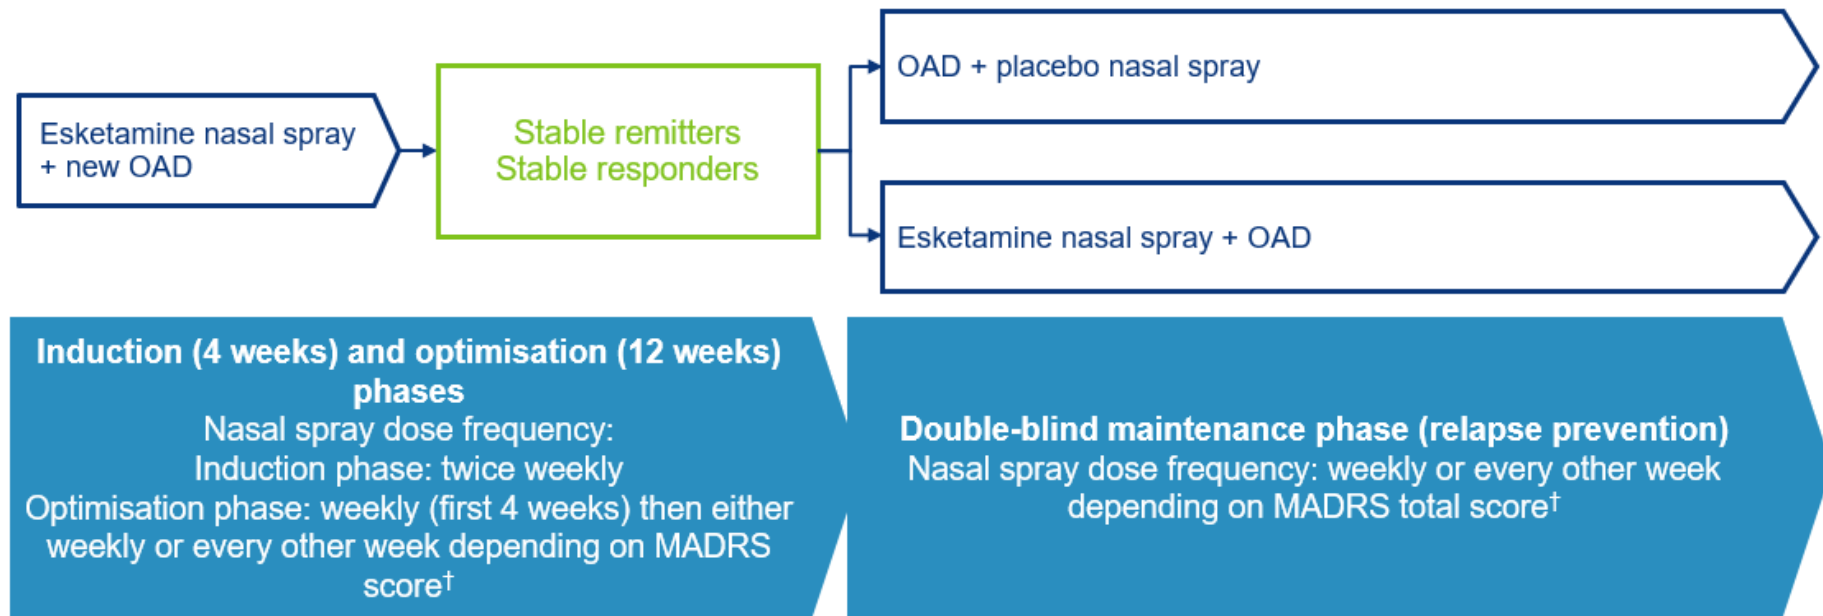 Esketamine nasal spray
+ new OAD
Stable remitters
Stable responders
OAD + placebo nasal spray
Esketamine nasal spray + OAD
Induction (4 weeks) and optimisation (12 weeks)
phases
Nasal spray dose frequency:
Induction phase: twice weekly
Optimisation phase: weekly (first 4 weeks) then either
weekly or every other week depending on MADRS
score†
Double-blind maintenance phase (relapse prevention)
Nasal spray dose frequency: weekly or every other week
depending on MADRS total score†